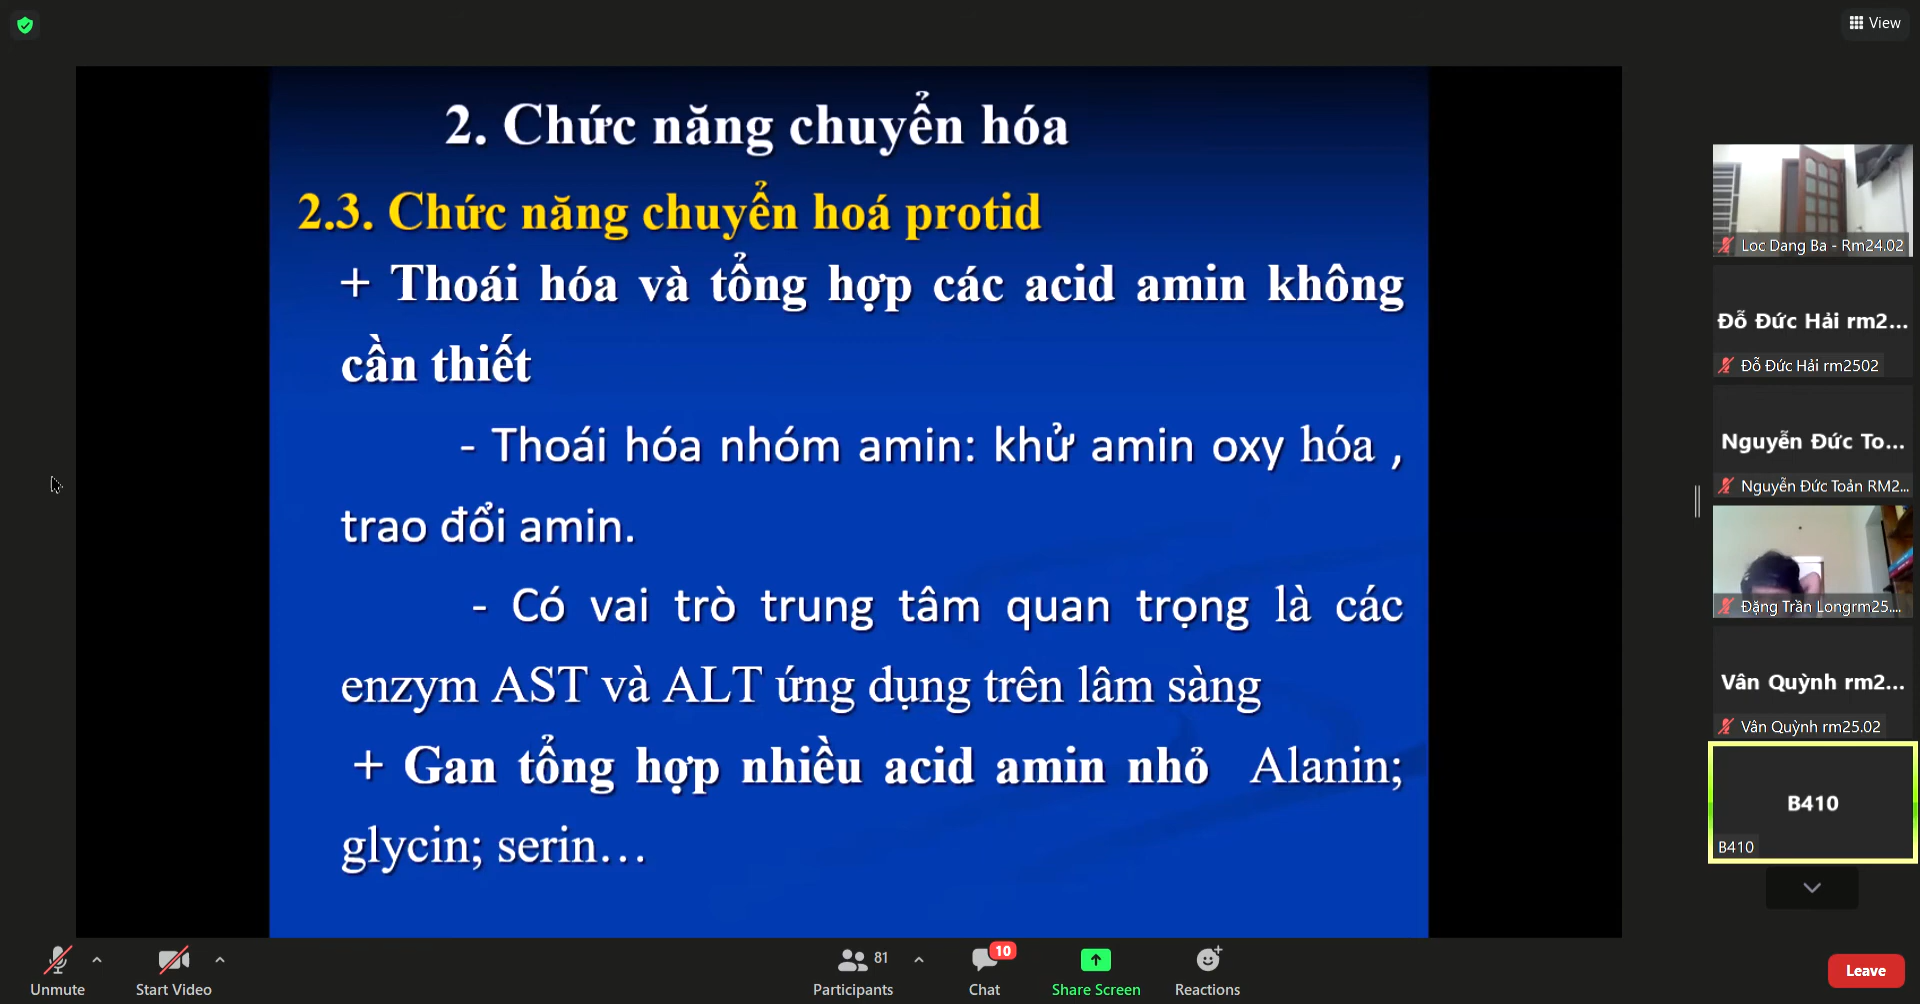 View
2. Chức năng chuyển hóa
2.3. Chức năng chuyển hoá protid
+ Thoái hóa và tổng hợp các acid amin không
cần thiết
- Thoái hóa nhóm amin: khử amin oxy hóa ,
trao đổi amin.
- Có vai trò trung tâm quan trọng là các
enzym AST và ALT ứng dụng trên lâm sàng
+ Gan tổng hợp nhiều acid amin nhỏ Alanin;
glycin; serin...
Loc Dang Ba - Rm24.02
Đỗ Đức Hải rm2...
Đỗ Đức Hải rm2502
Nguyễn Đức To...
Nguyễn Đức Toản RM2...
Đặng Trần Longrm25....
Vân Quỳnh rm2...
Vân Quỳnh rm25.02
B410
B410
Unmute
Start Video
81
Participants
10
Chat
Share Screen
Reactions
Leave